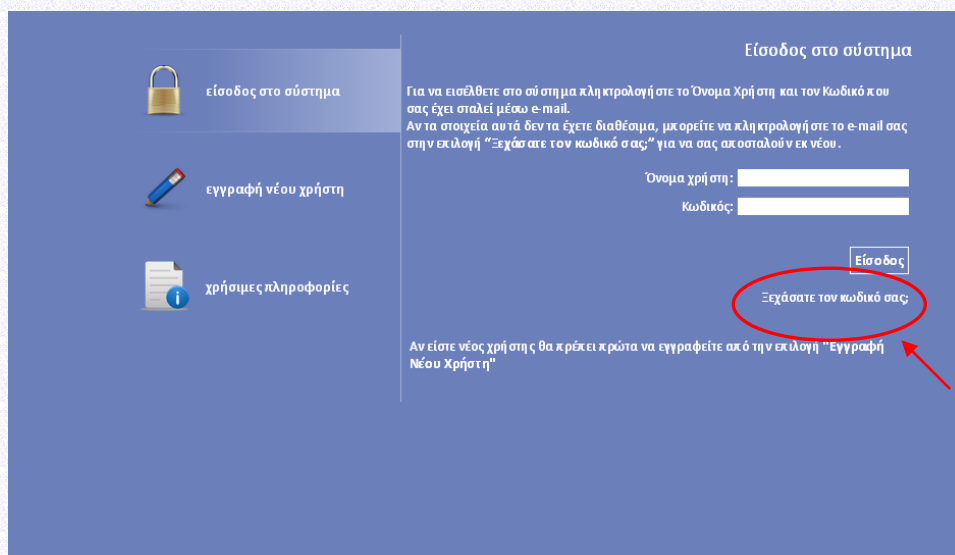 είσοδος στο σύστημα
εγγραφή νέου χρήστη
χρήσιμες πληροφορίες
Είσοδος στο σύστημα
Για να εισέλθετε στο σύστημα πληκτρολογήστε το Όνομα Χρήστη και τον Κωδικό που
σας έχει σταλεί μέσω e-mail.
Αν τα στοιχεία αυτά δεν τα έχετε διαθέσιμα, μπορείτε να πληκτρολογήστε το e-mail σας
στην επιλογή “Ξεχάσατε τον κωδικό σας;” για να σας αποσταλούν εκ νέου.
Όνομα χρήστη:
Κωδικός:
Είσοδος
Ξεχάσατε τον κωδικό σας;
Αν είστε νέος χρήστης θα πρέπει πρώτα να εγγραφείτε από την επιλογή "Εγγραφή
Νέου Χρήστη"